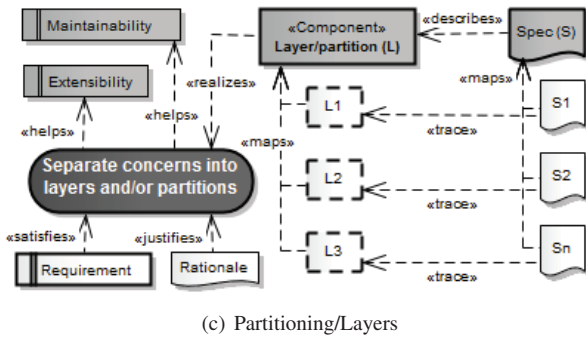 Maintainability
Extensibility
«helps»
«helps»
Separate concerns into
layers and/or partitions
«satisfies»
«justifies»
Requirement
Rationale
«realizes»
«Component»
Layer/partition (L)
«describes»
Spec (S)
«maps»
«maps»
L1
«trace»
S1
L2
«trace»
S2
L3
«trace»
Sn
(c) Partitioning/Layers